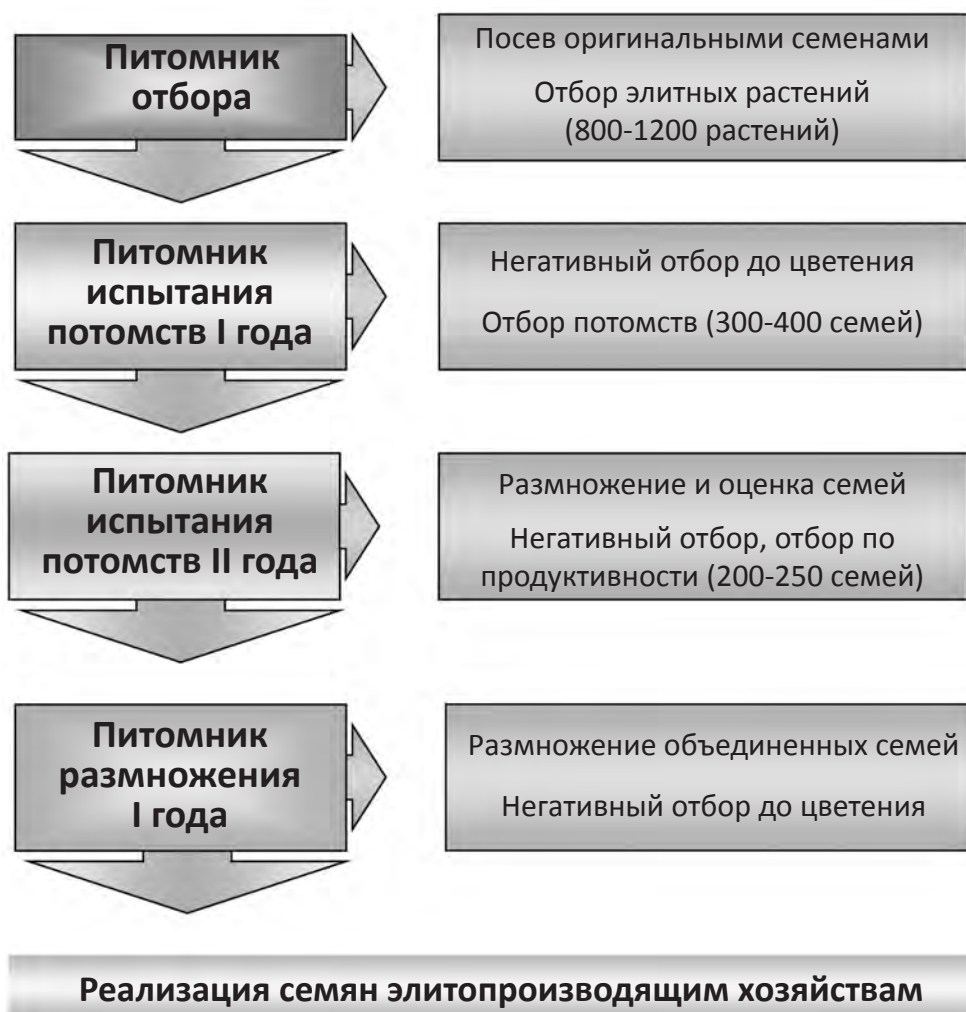 Питомник
отбора
Посев оригинальными семенами
Отбор элитных растений
(800-1200 растений)
Питомник
испытания
потомств I года
Негативный отбор до цветения
Отбор потомств (300-400 семей)
Питомник
испытания
потомств II года
Размножение и оценка семей
Негативный отбор, отбор по
продуктивности (200-250 семей)
Питомник
размножения
I года
Размножение объединенных семей
Негативный отбор до цветения
Реализация семян элитопроизводящим хозяйствам